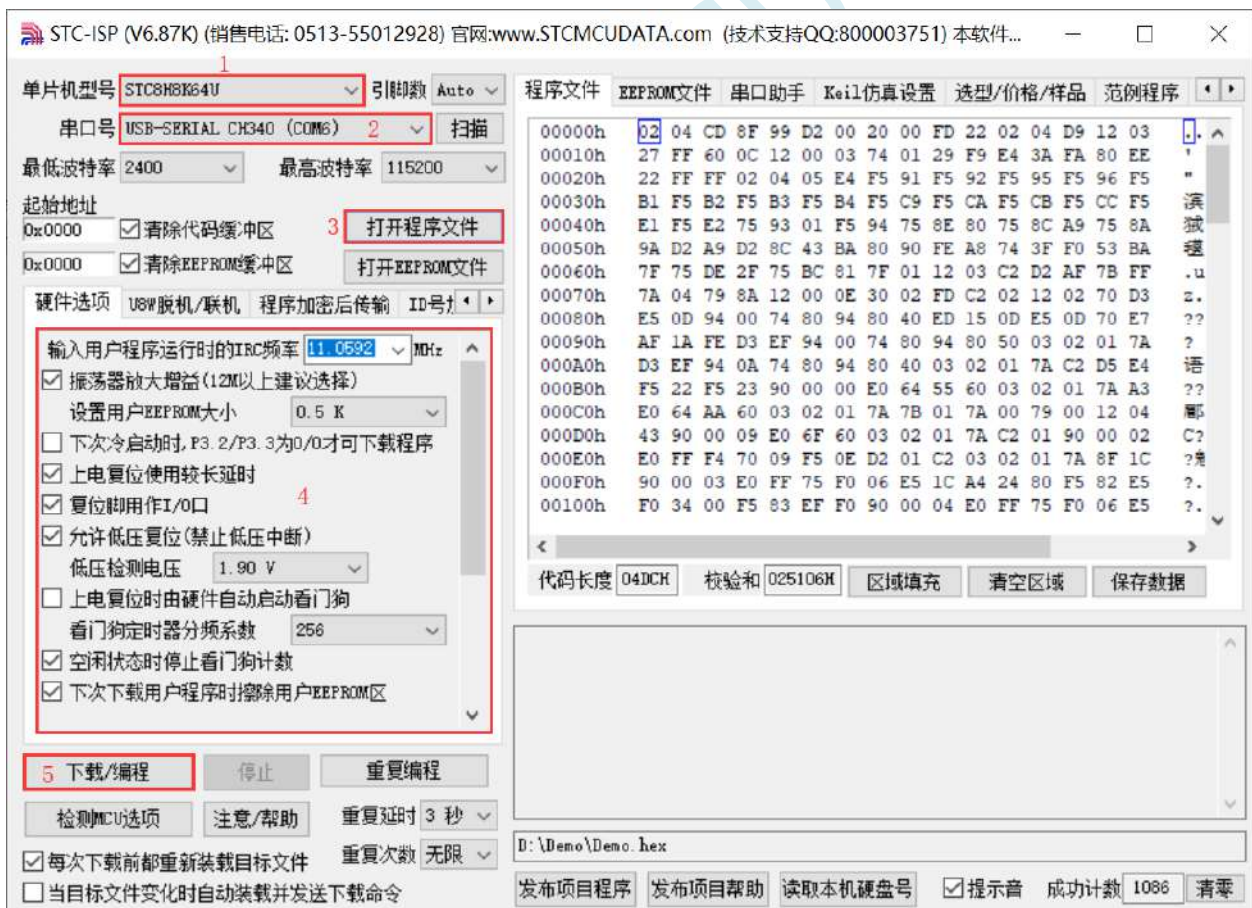 STC-ISP (V6.87K) (销售电话: 0513-55012928) 官网:www.STCMCUDATA.com (技术支持QQ:800003751) 本软件...
1
单片机型号 STC8H8K64U 引脚数 Auto
串口号 USB-SERIAL CH340 (COM6) 2 扫描
最低波特率 2400 最高波特率 115200
起始地址
0x0000 清除代码缓冲区 3 打开程序文件
0x0000 清除EEPROM缓冲区 打开EEPROM文件
硬件选项 U8W脱机/联机 程序加密后传输 ID号
输入用户程序运行时的IRC频率 11.0592 MHz
振荡器放大增益(12M以上建议选择)
设置用户EEPROM大小 0.5 K
下次冷启动时,P3.2/P3.3为0/0才可下载程序
上电复位使用较长延时
复位脚用作I/O口 4
允许低压复位(禁止低压中断)
低压检测电压 1.90 V
上电复位时由硬件自动启动看门狗
看门狗定时器分频系数 256
空闲状态时停止看门狗计数
下次下载用户程序时擦除用户EEPROM区
5 下载/编程 停止 重复编程
检测MCU选项 注意/帮助 重复延时 3 秒
每次下载前都重新装载目标文件 重复次数 无限
当目标文件变化时自动装载并发送下载命令
程序文件 EEPROM文件 串口助手 Keil仿真设置 选型/价格/样品 范例程序
00000h 02 04 CD 8F 99 D2 00 20 00 FD 22 02 04 D9 12 03 ..
00010h 27 FF 60 0C 12 00 03 74 01 29 F9 E4 3A FA 80 EE '
00020h 22 FF FF 02 04 05 E4 F5 91 F5 92 F5 95 F5 96 F5 "
00030h B1 F5 B2 F5 B3 F5 B4 F5 C9 F5 CA F5 CB F5 CC F5
00040h E1 F5 E2 75 93 01 F5 94 75 8E 80 75 8C A9 75 8A
00050h 9A D2 A9 D2 8C 43 BA 80 90 FE A8 74 3F F0 53 BA
00060h 7F 75 DE 2F 75 BC 81 7F 01 12 03 C2 D2 AF 7B FF .u
00070h 7A 04 79 8A 12 00 0E 30 02 FD C2 02 12 02 70 D3 z.
00080h E5 0D 94 00 74 80 94 80 40 ED 15 0D E5 0D 70 E7 ??
00090h AF 1A FE D3 EF 94 00 74 80 94 80 50 03 02 01 7A ?
000A0h D3 EF 94 0A 74 80 94 80 40 03 02 01 7A C2 D5 E4 语
000B0h F5 22 F5 23 90 00 00 E0 64 55 60 03 02 01 7A A3 ??
000C0h E0 64 AA 60 03 02 01 7A 7B 01 7A 00 79 00 12 04
000D0h 43 90 00 09 E0 6F 60 03 02 01 7A C2 01 90 00 02 C?
000E0h E0 FF F4 70 09 F5 0E D2 01 C2 03 02 01 7A 8F 1C
000F0h 90 00 03 E0 FF 75 F0 06 E5 1C A4 24 80 F5 82 E5 ?.
00100h F0 34 00 F5 83 EF F0 90 00 04 E0 FF 75 F0 06 E5 ?.
代码长度 04DCH 校验和 025106H 区域填充 清空区域 保存数据
D:\Demo\Demo.hex
发布项目程序 发布项目帮助 读取本机硬盘号 提示音 成功计数 1086 清零